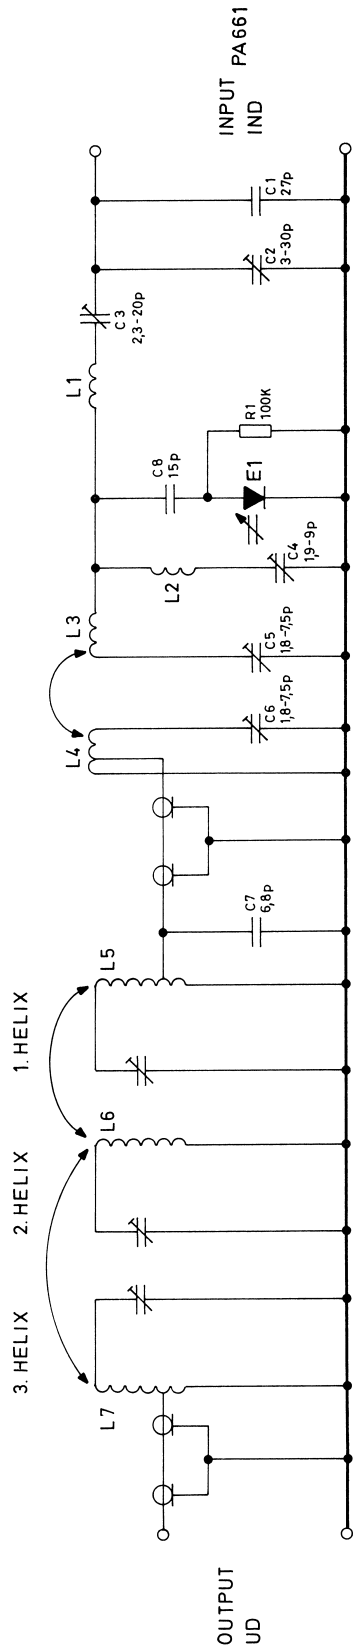 INPUT PA661
IND
C1
27p
C2
3-30p
C3
2,3-20p
L1
R1
100K
C8
15p
E1
L2
C4
1,9-9p
L3
C5
1,8-7,5p
C6
1,8-7,5p
L4
C7
6,8p
L5
1. HELIX
L6
2. HELIX
3. HELIX
L7
OUTPUT
UD